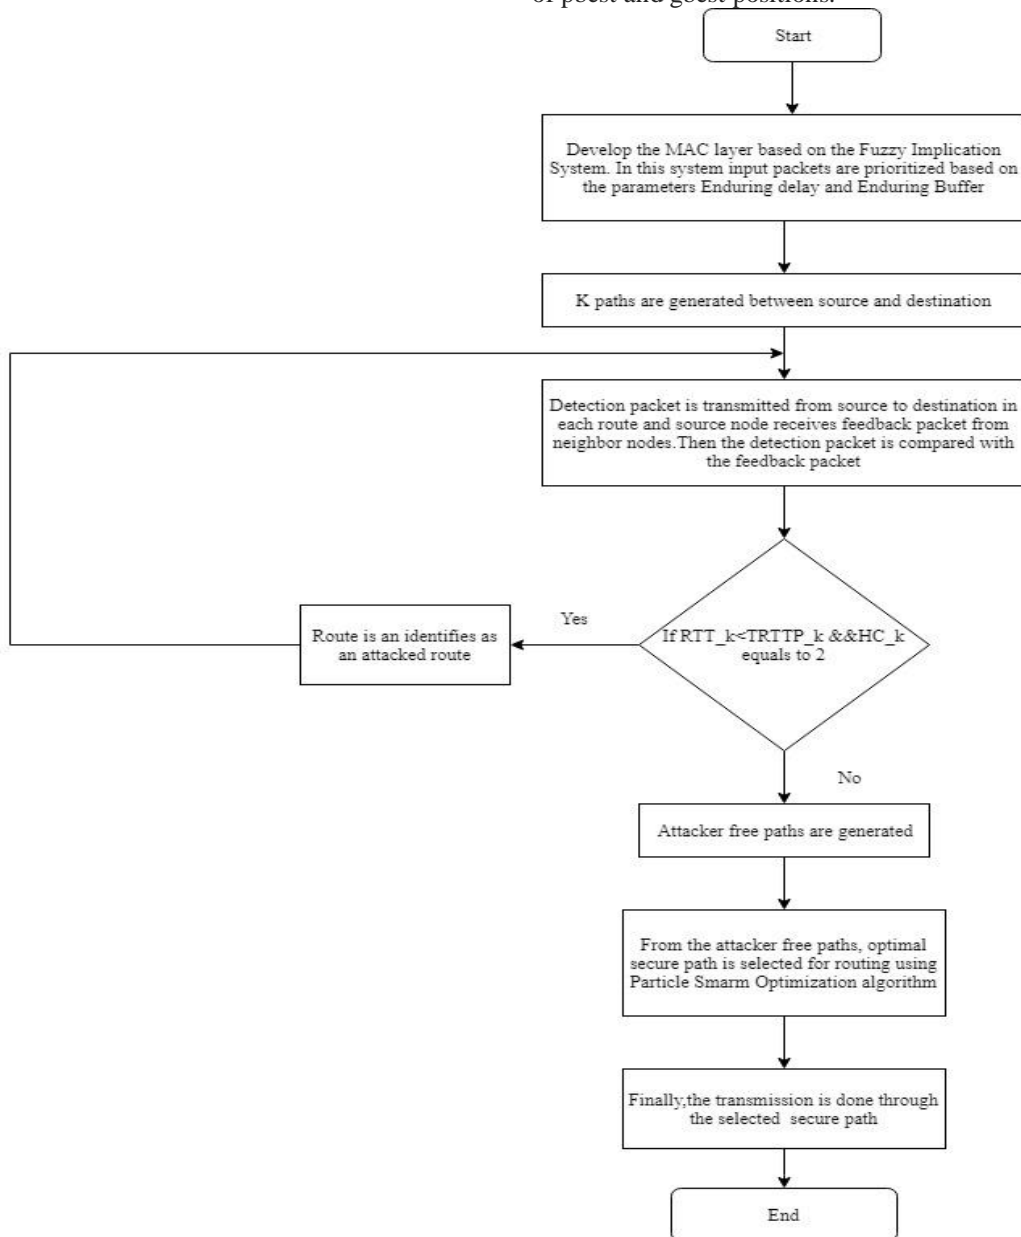 of pbest and gbest positions.
Start
Develop the MAC layer based on the Fuzzy Implication
System. In this system input packets are prioritized based on
the parameters Enduring delay and Enduring Buffer
K paths are generated between source and destination
Detection packet is transmitted from source to destination in
each route and source node receives feedback packet from
neighbor nodes.Then the detection packet is compared with
the feedback packet
If RTT_k<TRTTP_k &&HC_k
equals to 2
Yes
Route is an identifies as
an attacked route
No
Attacker free paths are generated
From the attacker free paths, optimal
secure path is selected for routing using
Particle Smarm Optimization algorithm
Finally,the transmission is done through
the selected secure path
End